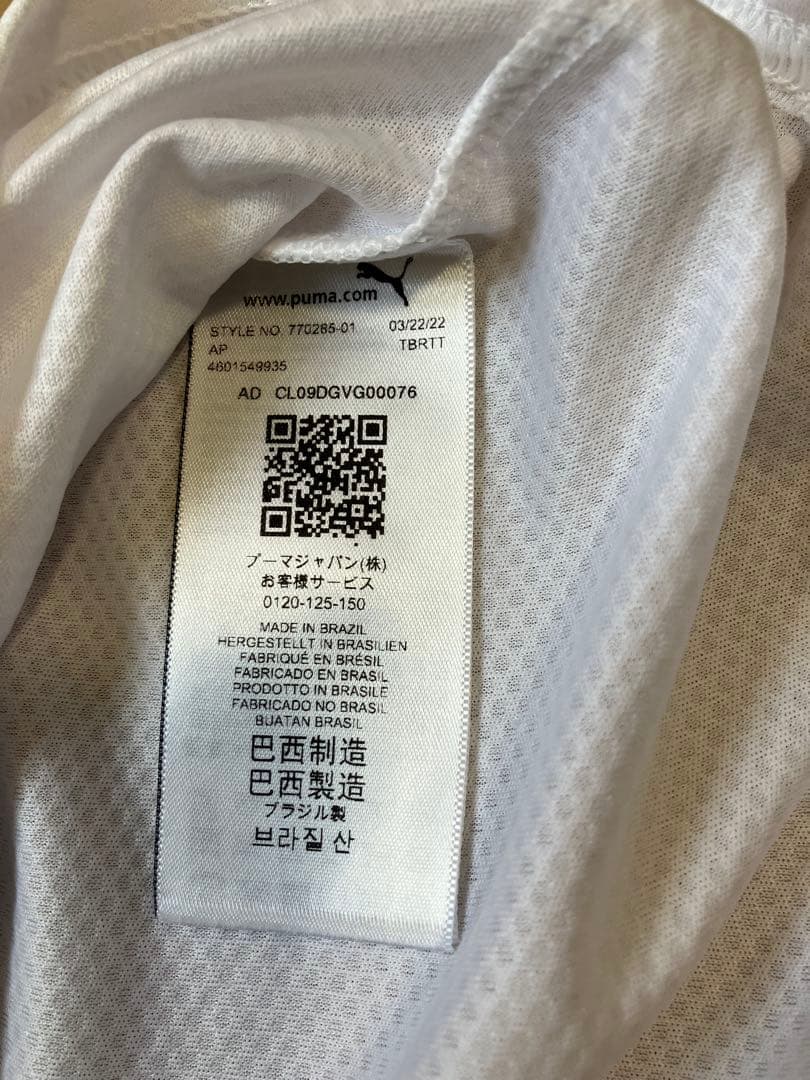 www.puma.com
STYLE NO. 770285-01 03/22/22
AP TBRTT
4601549935
AD CL09DGVG00076
プーマジャパン(株)
お客様サービス
0120-125-150
MADE IN BRAZIL
HERGESTELLT IN BRASILIEN
FABRIQUÉ EN BRÉSIL
FABRICADO EN BRASIL
PRODOTTO IN BRASILE
FABRICADO NO BRASIL
BUATAN BRASIL
巴西制造
巴西製造
ブラジル製
브라질 산